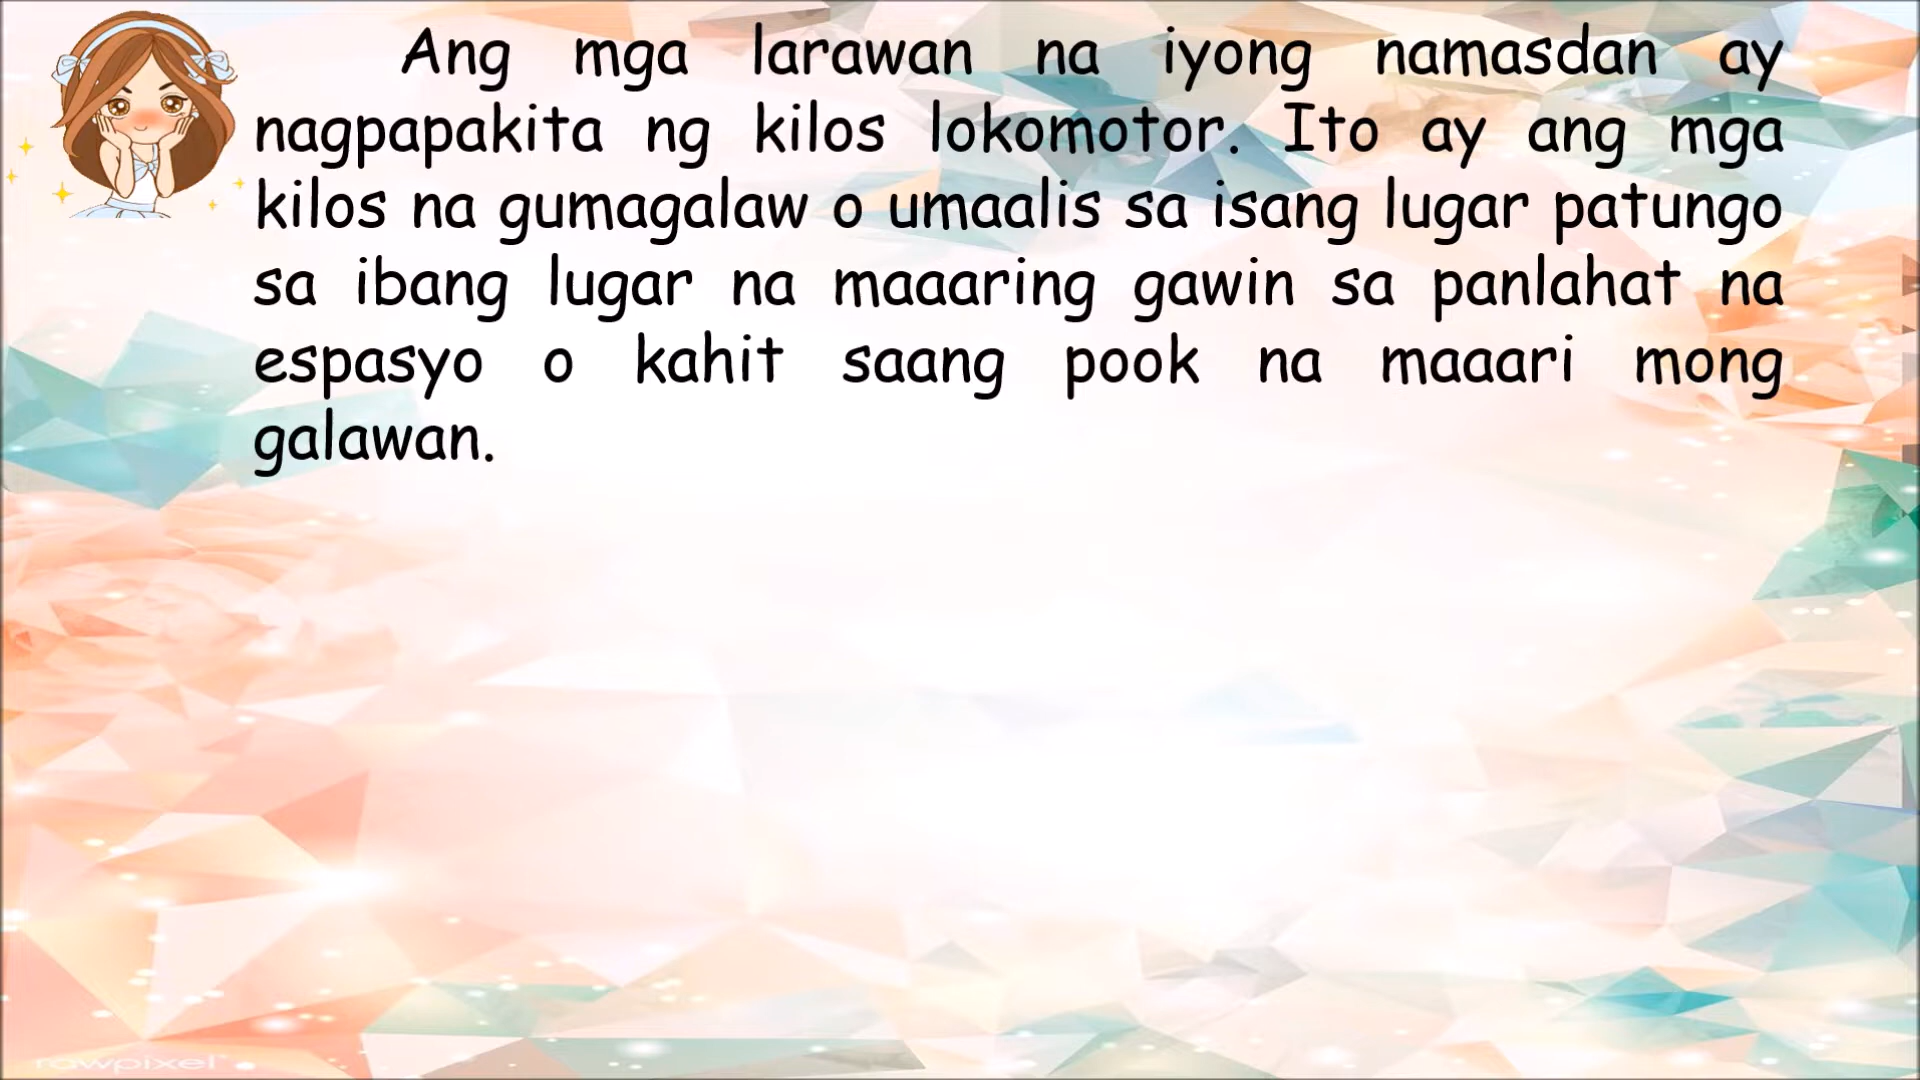 Ang mga larawan na iyong namasdan ay
nagpapakita ng kilos lokomotor. Ito ay ang mga
kilos na gumagalaw o umaalis sa isang lugar patungo
sa ibang lugar na maaaring gawin sa panlahat na
espasyo o kahit saang pook na maaari mong
galawan.
rawpixel